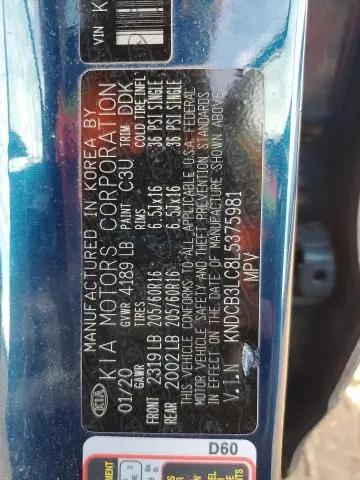 VIN K
MANUFACTURED IN KOREA BY
KIA KIA MOTORS CORPORATION
01/20 GVWR 4189 LB PAINT C3U TRIM DDK
GAWR COLD TIRE INFL'
FRONT 2319 LB 205/60R16 6.5JX16 36 PSI SINGLE
REAR 2002 LB 205/60R16 6.5JX16 36 PSI SINGLE
THIS VEHICLE CONFORMS TO ALL APPLICABLE U.S.A. FEDERAL
MOTOR VEHICLE SAFETY AND THEFT PREVENTION STANDARDS
IN EFFECT ON THE DATE OF MANUFACTURE SHOWN ABOVE.
V.I.N KNDCB3LC8L5375981
MPV
D60